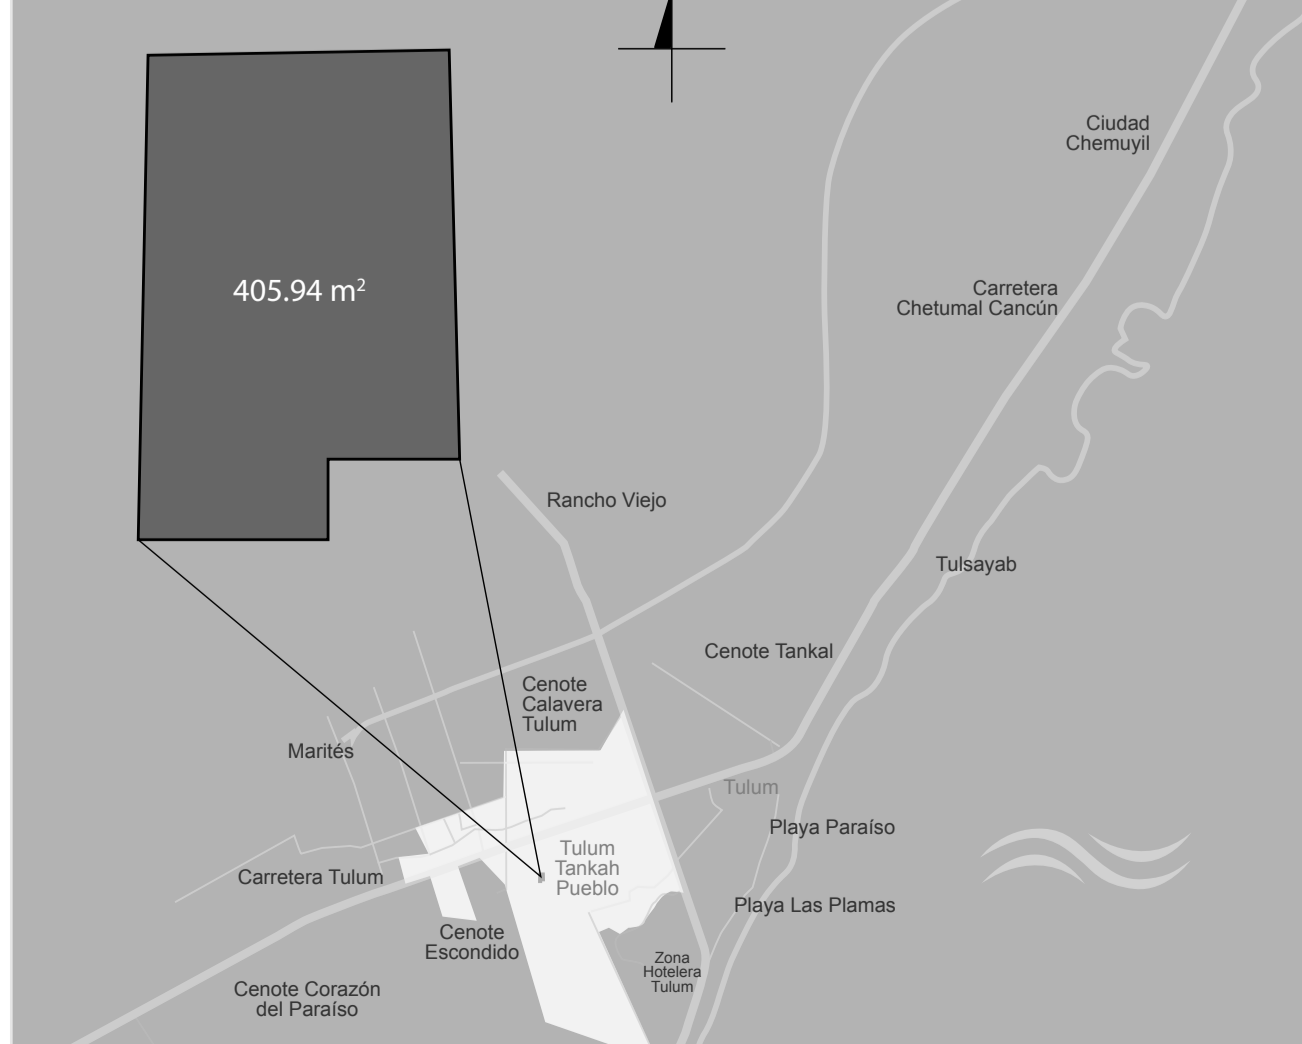 Ciudad
Chemuyil
405.94 m²
Carretera
Chetumal Cancún
Rancho Viejo
Tulsayab
Cenote Tankal
Cenote
Calavera
Tulum
Marités
Tulum
Playa Paraíso
Tulum
Tankah
Pueblo
Carretera Tulum
Playa Las Plamas
Cenote
Escondido
Zona
Hotelera
Tulum
Cenote Corazón
del Paraíso